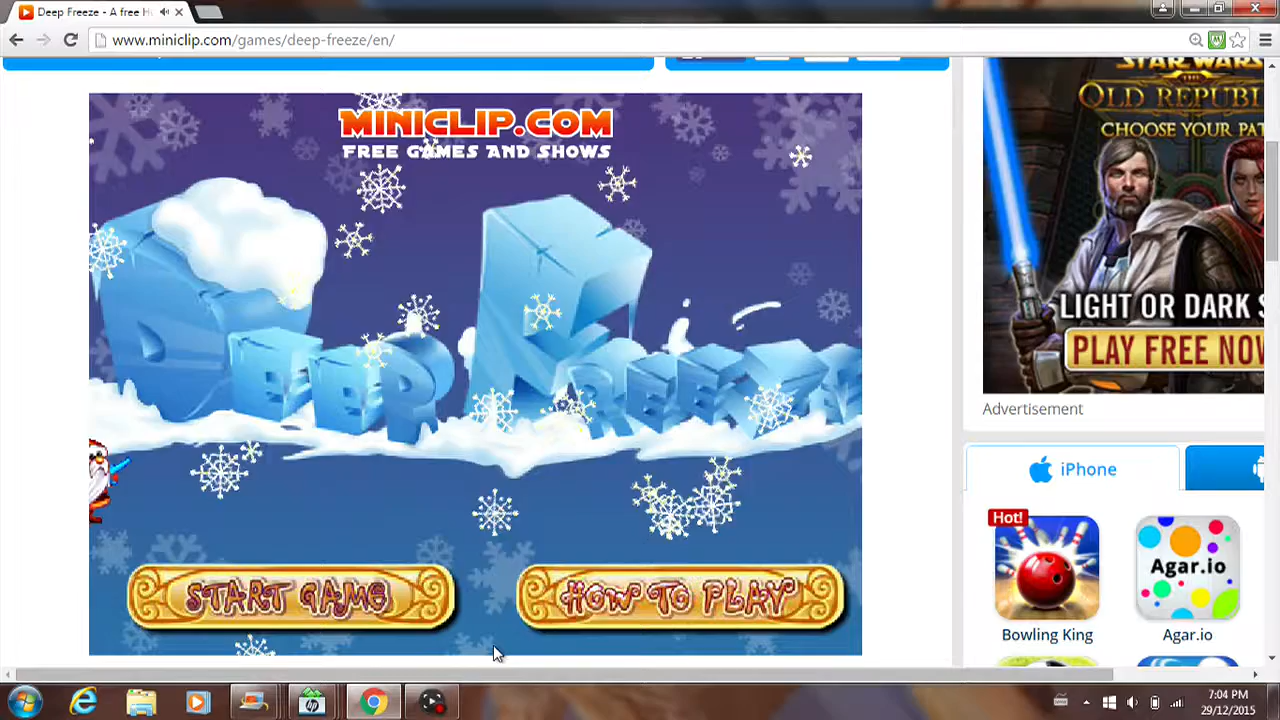 Deep Freeze - A free H
www.miniclip.com/games/deep-freeze/en/
MINICLIP.COM
FREE GAMES AND SHOWS
DEEP FREEZE
START GAME
HOW TO PLAY
STAR WARS
OLD REPUBLI
CHOOSE YOUR PAT
LIGHT OR DARK S
PLAY FREE NOW
Advertisement
iPhone
Hot!
Agar.io
Bowling King
Agar.io
hp
7:04 PM
29/12/2015